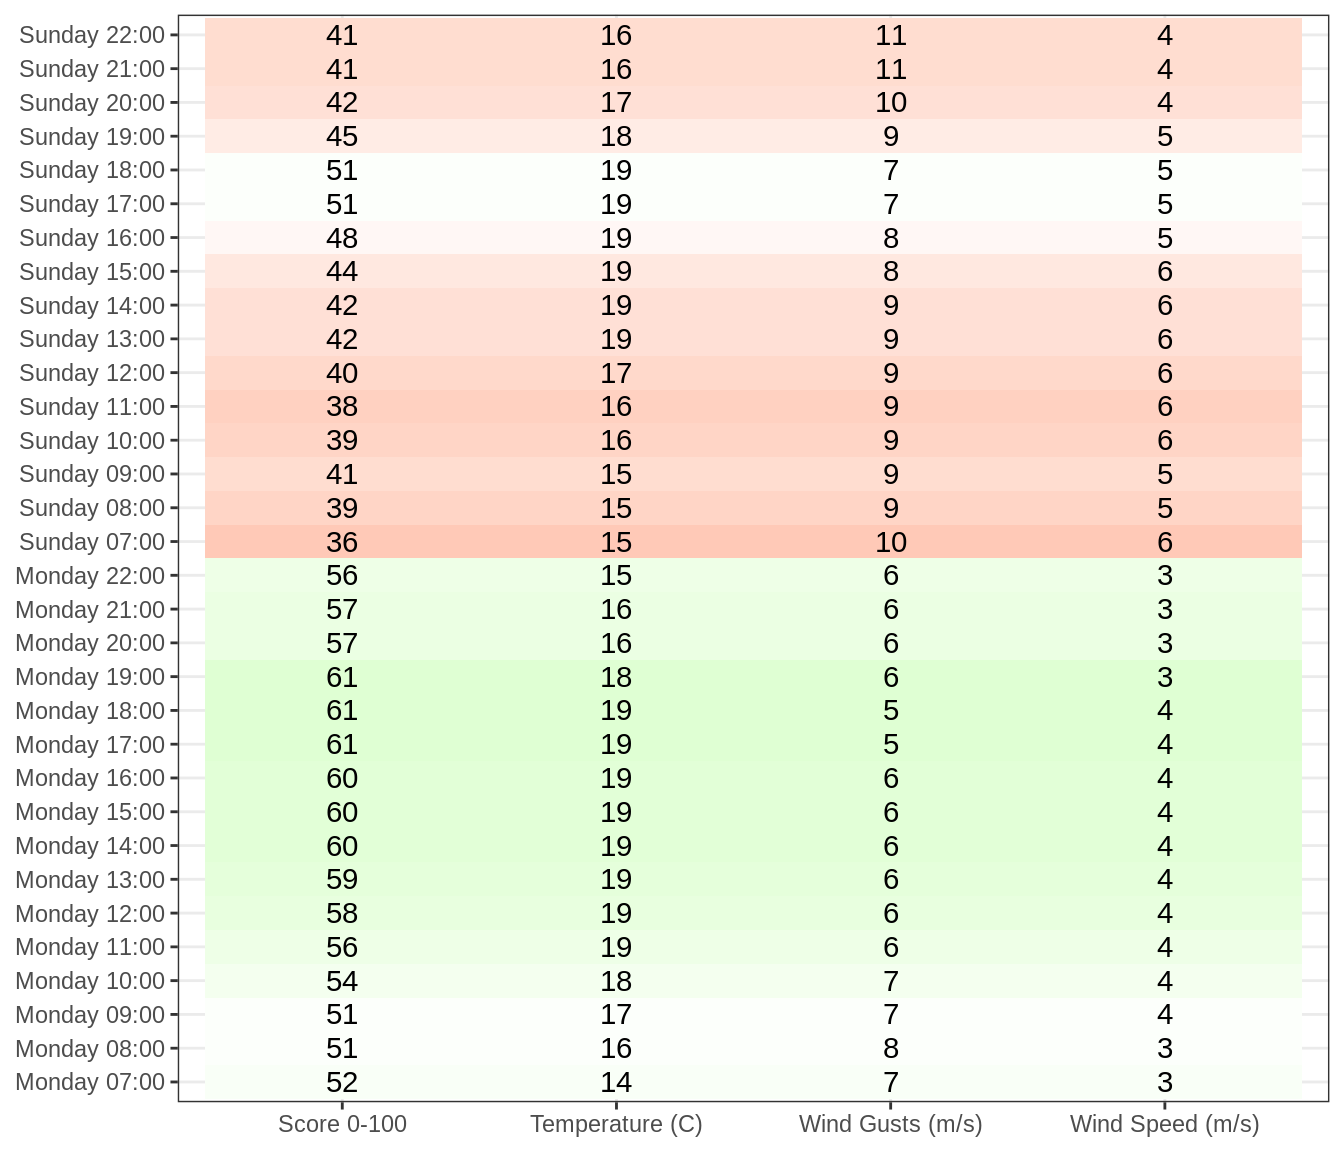 Sunday 22:00 41 16 11 4
Sunday 21:00 41 16 11 4
Sunday 20:00 42 17 10 4
Sunday 19:00 45 18 9 5
Sunday 18:00 51 19 7 5
Sunday 17:00 51 19 7 5
Sunday 16:00 48 19 8 5
Sunday 15:00 44 19 8 6
Sunday 14:00 42 19 9 6
Sunday 13:00 42 19 9 6
Sunday 12:00 40 17 9 6
Sunday 11:00 38 16 9 6
Sunday 10:00 39 16 9 6
Sunday 09:00 41 15 9 5
Sunday 08:00 39 15 9 5
Sunday 07:00 36 15 10 6
Monday 22:00 56 15 6 3
Monday 21:00 57 16 6 3
Monday 20:00 57 16 6 3
Monday 19:00 61 18 6 3
Monday 18:00 61 19 5 4
Monday 17:00 61 19 5 4
Monday 16:00 60 19 6 4
Monday 15:00 60 19 6 4
Monday 14:00 60 19 6 4
Monday 13:00 59 19 6 4
Monday 12:00 58 19 6 4
Monday 11:00 56 19 6 4
Monday 10:00 54 18 7 4
Monday 09:00 51 17 7 4
Monday 08:00 51 16 8 3
Monday 07:00 52 14 7 3
Score 0-100 Temperature (C) Wind Gusts (m/s) Wind Speed (m/s)